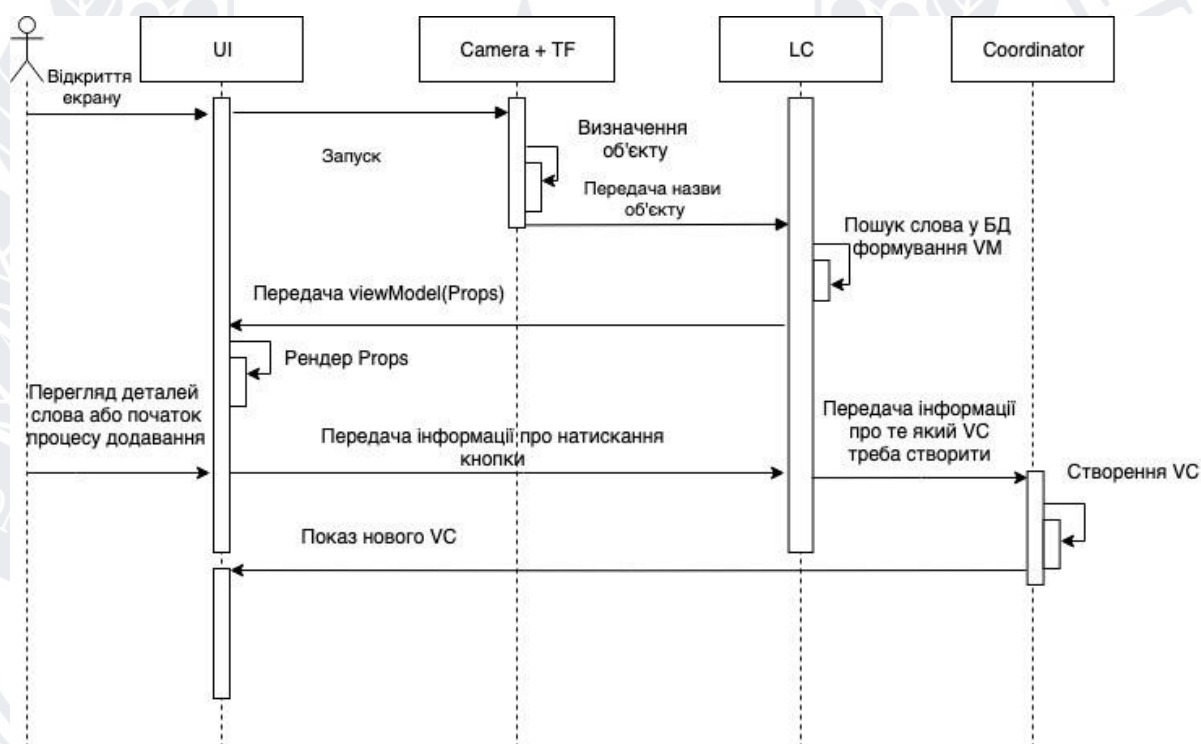 UI
Camera + TF
LC
Coordinator
Відкриття
екрану
Запуск
Визначення
об'єкту
Передача назви
об'єкту
Пошук слова у БД
формування VM
Передача viewModel(Props)
Рендер Props
Перегляд деталей
слова або початок
процесу додавання
Передача інформації про натискання
кнопки
Передача інформації
про те який VC
треба створити
Створення VC
Показ нового VC